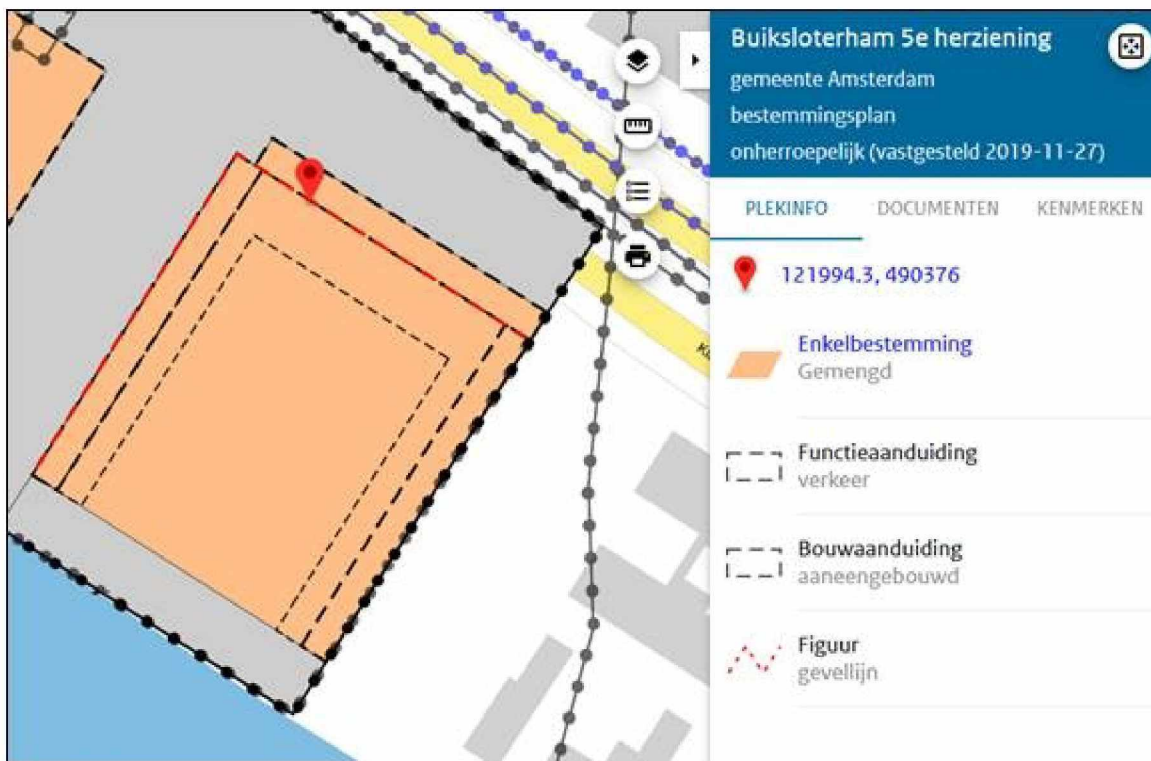 Buiksloterham 5e herziening
gemeente Amsterdam
bestemmingsplan
onherroepelijk (vastgesteld 2019-11-27)
PLEKINFO DOCUMENTEN KENMERKEN
121994.3, 490376
Enkelbestemming
Gemengd
Functieaanduiding
verkeer
Bouwaanduiding
aaneengebouwd
Figuur
gevellijn